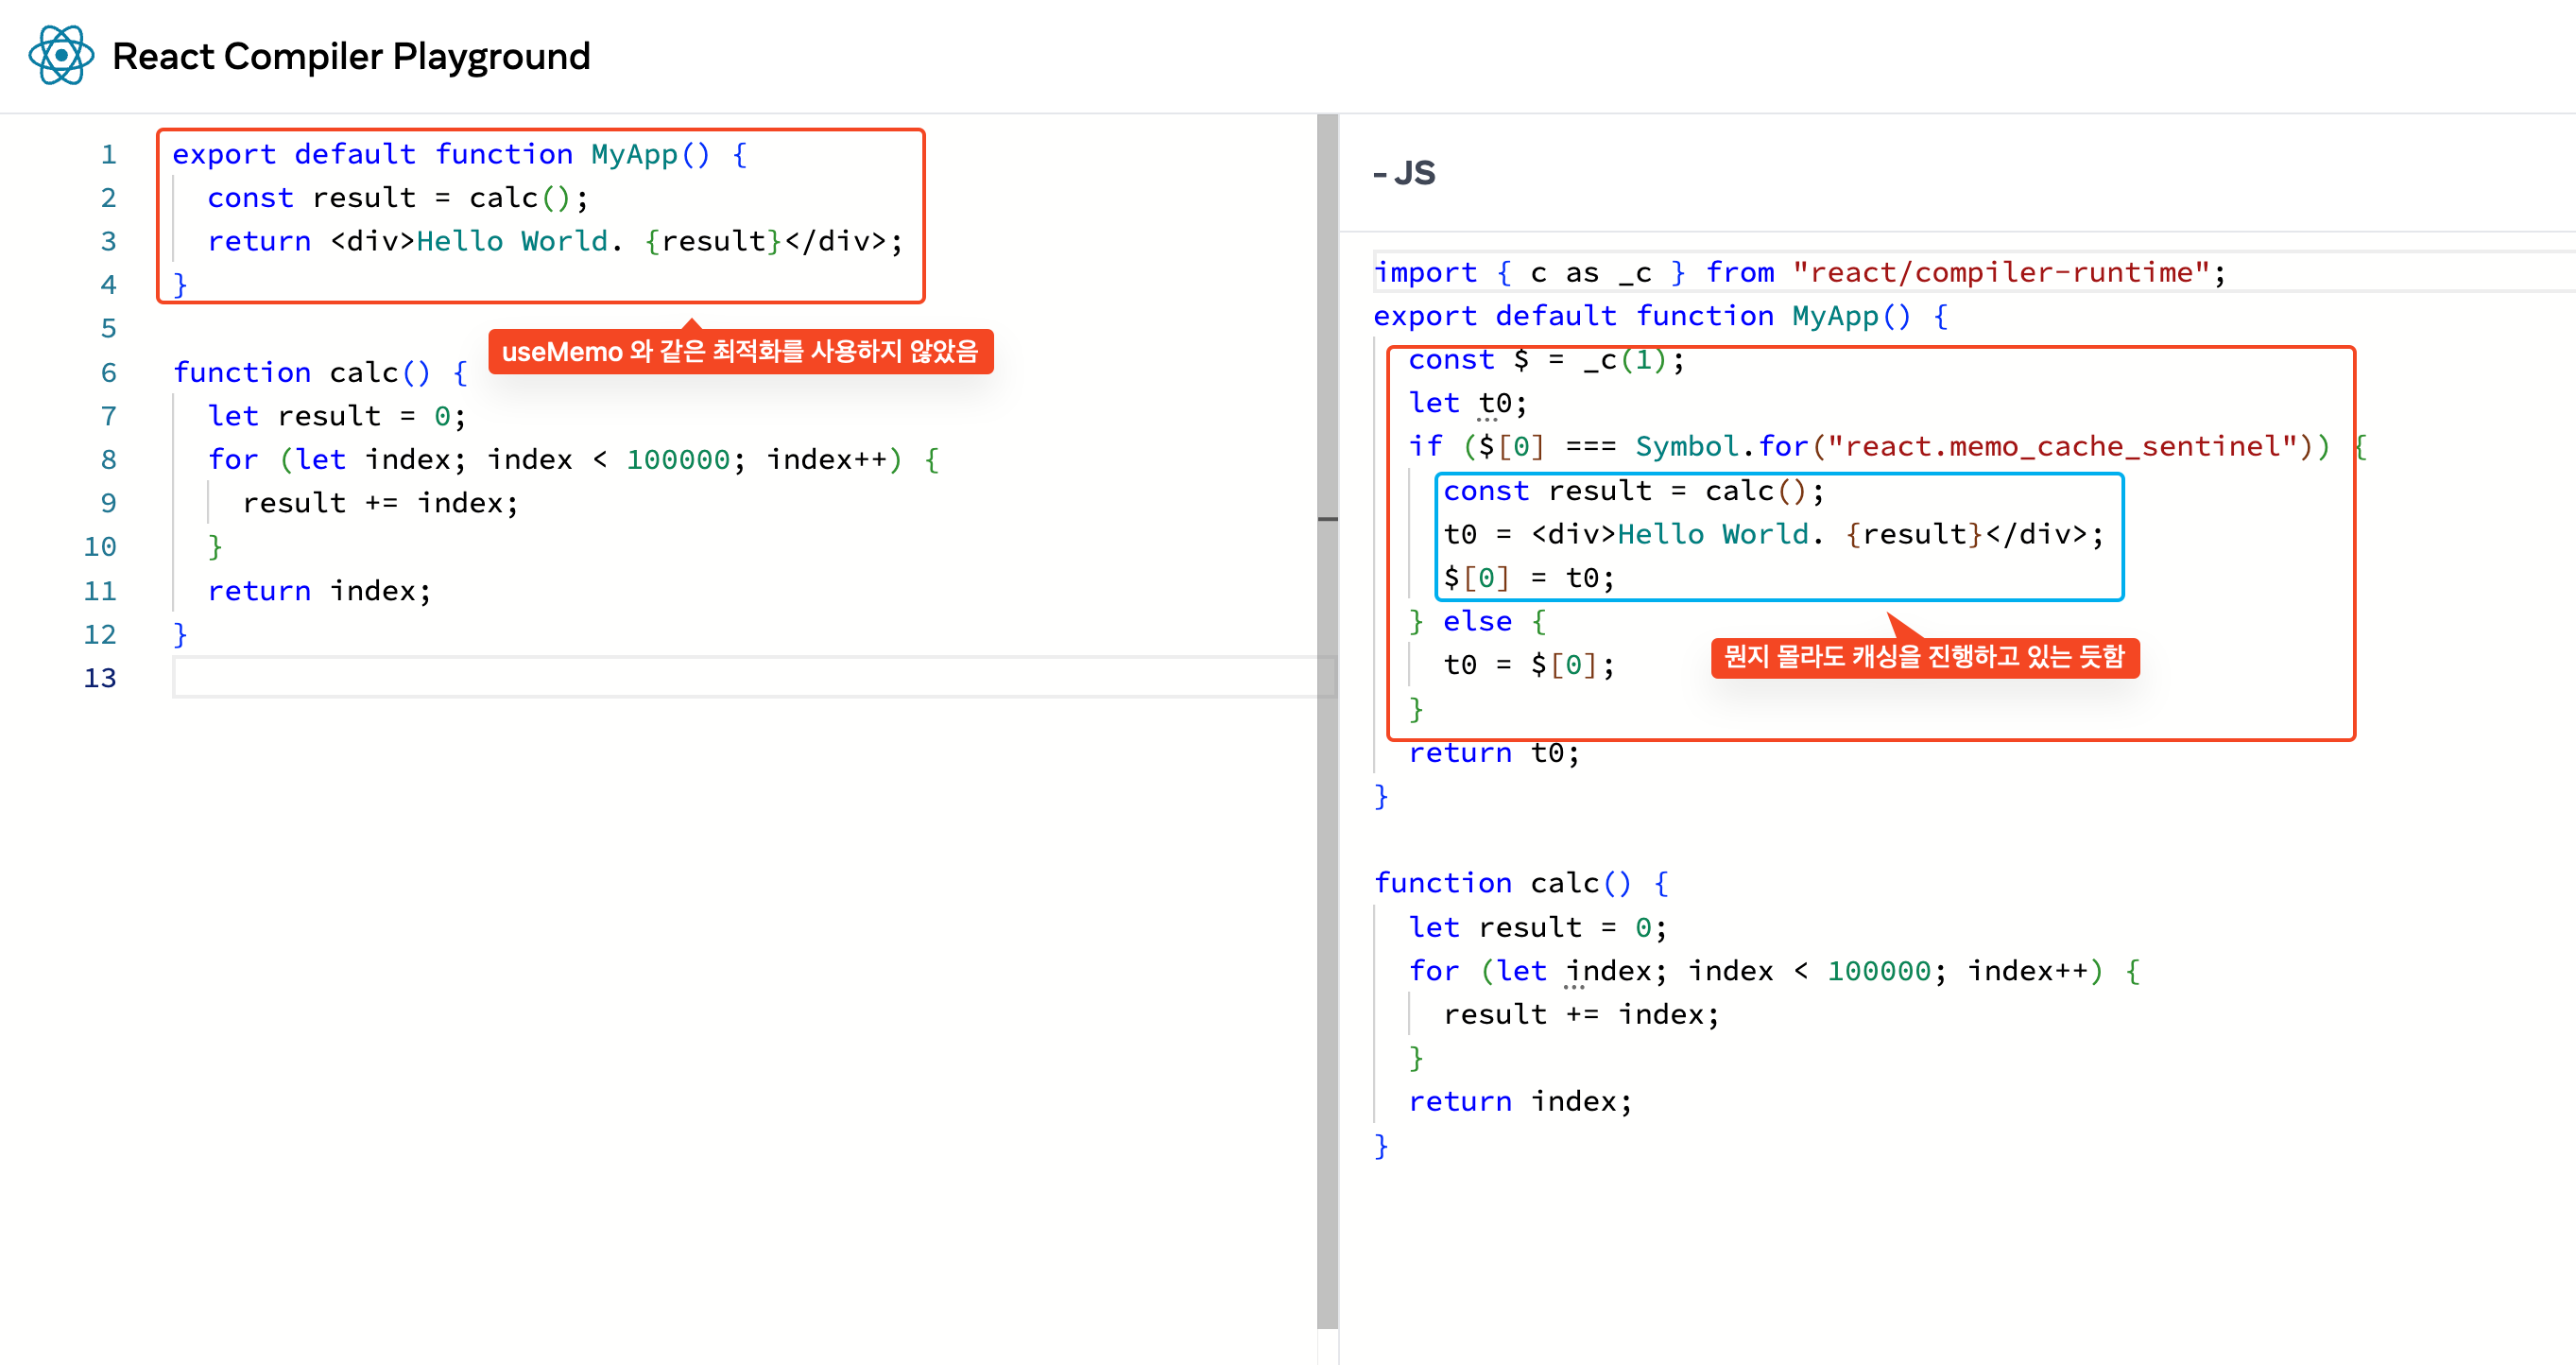 React Compiler Playground
1 export default function MyApp() {
2 const result = calc();
3 return <div>Hello World. {result}</div>;
4 }
5
useMemo 와 같은 최적화를 사용하지 않았음
6 function calc() {
7 let result = 0;
8 for (let index; index < 100000; index++) {
9 result += index;
10 }
11 return index;
12 }
13
- JS
import { c as _c } from "react/compiler-runtime";
export default function MyApp() {
const $ = _c(1);
let t0;
if ($[0] === Symbol.for("react.memo_cache_sentinel")) {
const result = calc();
t0 = <div>Hello World. {result}</div>;
$[0] = t0;
} else {
t0 = $[0];
뭔지 몰라도 캐싱을 진행하고 있는 듯함
}
return t0;
}
function calc() {
let result = 0;
for (let index; index < 100000; index++) {
result += index;
}
return index;
}